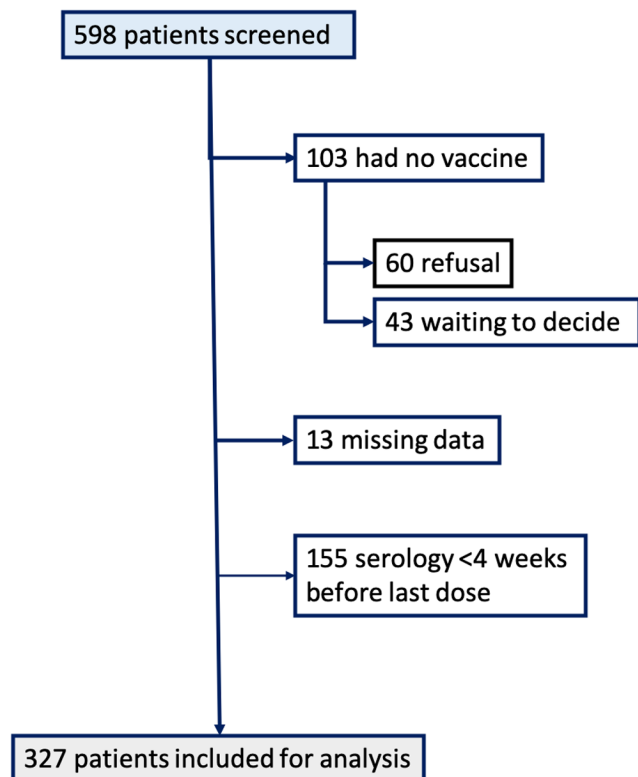 598 patients screened
103 had no vaccine
60 refusal
43 waiting to decide
13 missing data
155 serology <4 weeks
before last dose
327 patients included for analysis